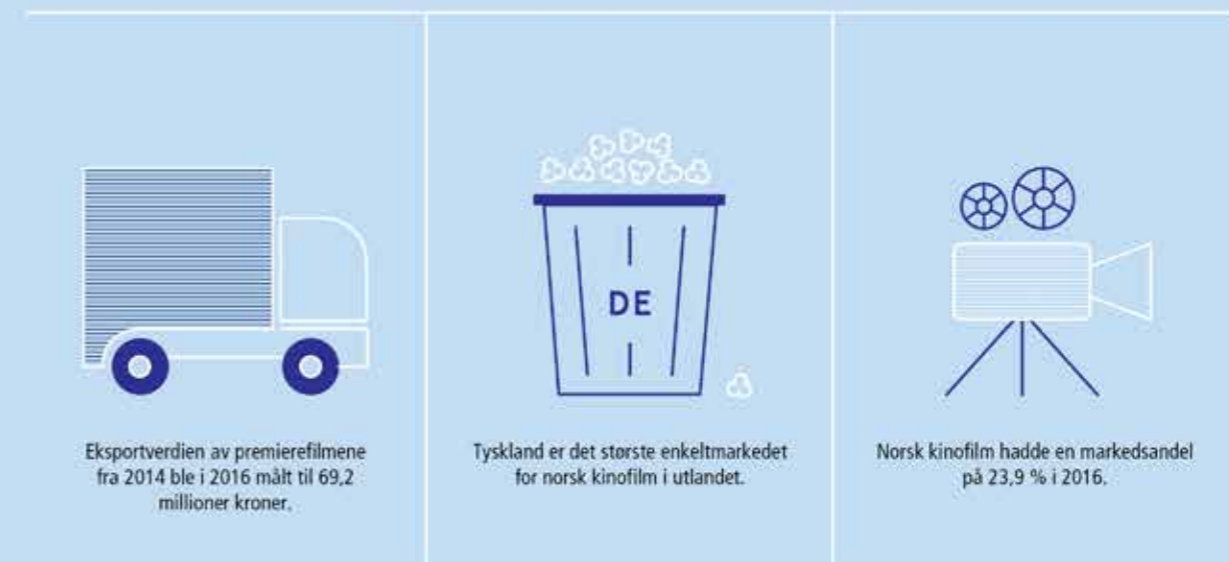 DE
Eksportverdien av premierefilmene
fra 2014 ble i 2016 målt til 69,2
millioner kroner.
Tyskland er det største enkeltmarkedet
for norsk kinofilm i utlandet.
Norsk kinofilm hadde en markedsandel
på 23,9 % i 2016.